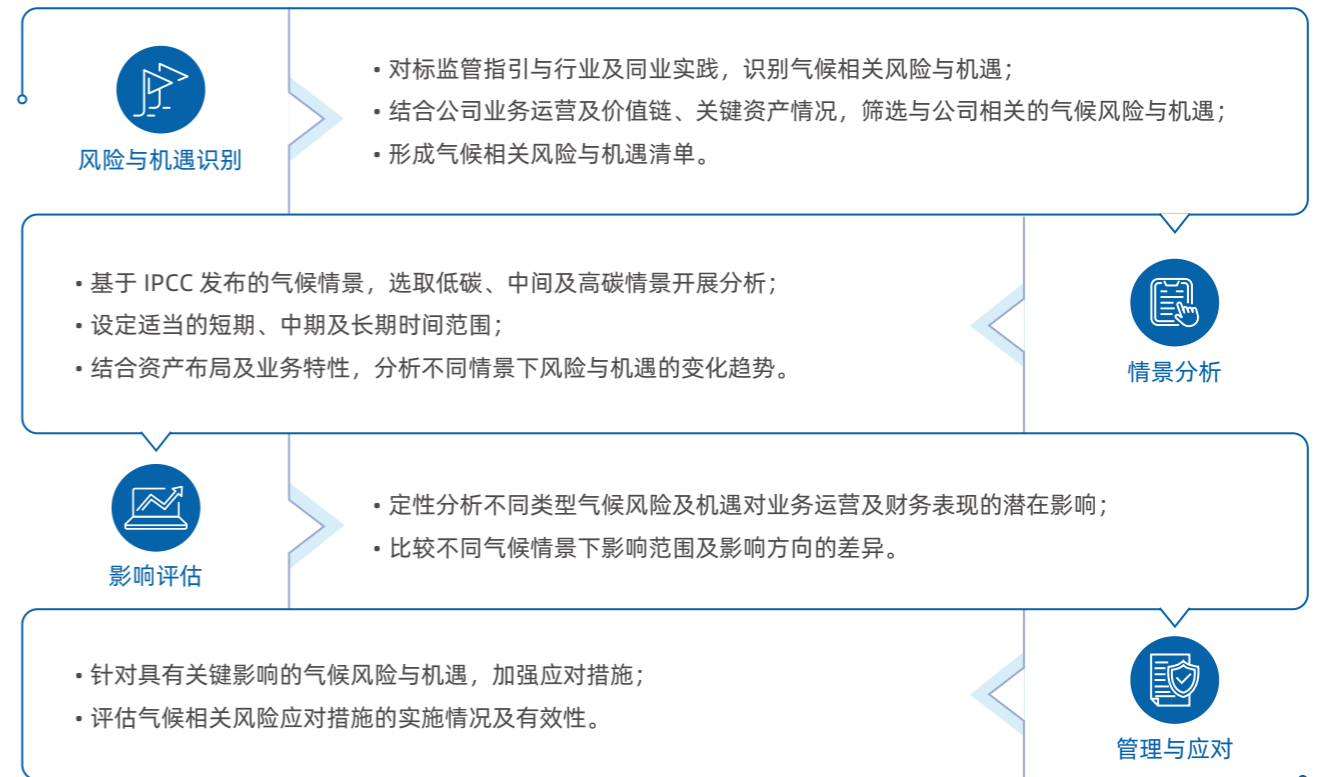 风险与机遇识别
• 对标监管指引与行业及同业实践，识别气候相关风险与机遇；
• 结合公司业务运营及价值链、关键资产情况，筛选与公司相关的气候风险与机遇；
• 形成气候相关风险与机遇清单。
• 基于 IPCC 发布的气候情景，选取低碳、中间及高碳情景开展分析；
• 设定适当的短期、中期及长期时间范围；
• 结合资产布局及业务特性，分析不同情景下风险与机遇的变化趋势。
情景分析
影响评估
• 定性分析不同类型气候风险及机遇对业务运营及财务表现的潜在影响；
• 比较不同气候情景下影响范围及影响方向的差异。
• 针对具有关键影响的气候风险与机遇，加强应对措施；
• 评估气候相关风险应对措施的实施情况及有效性。
管理与应对